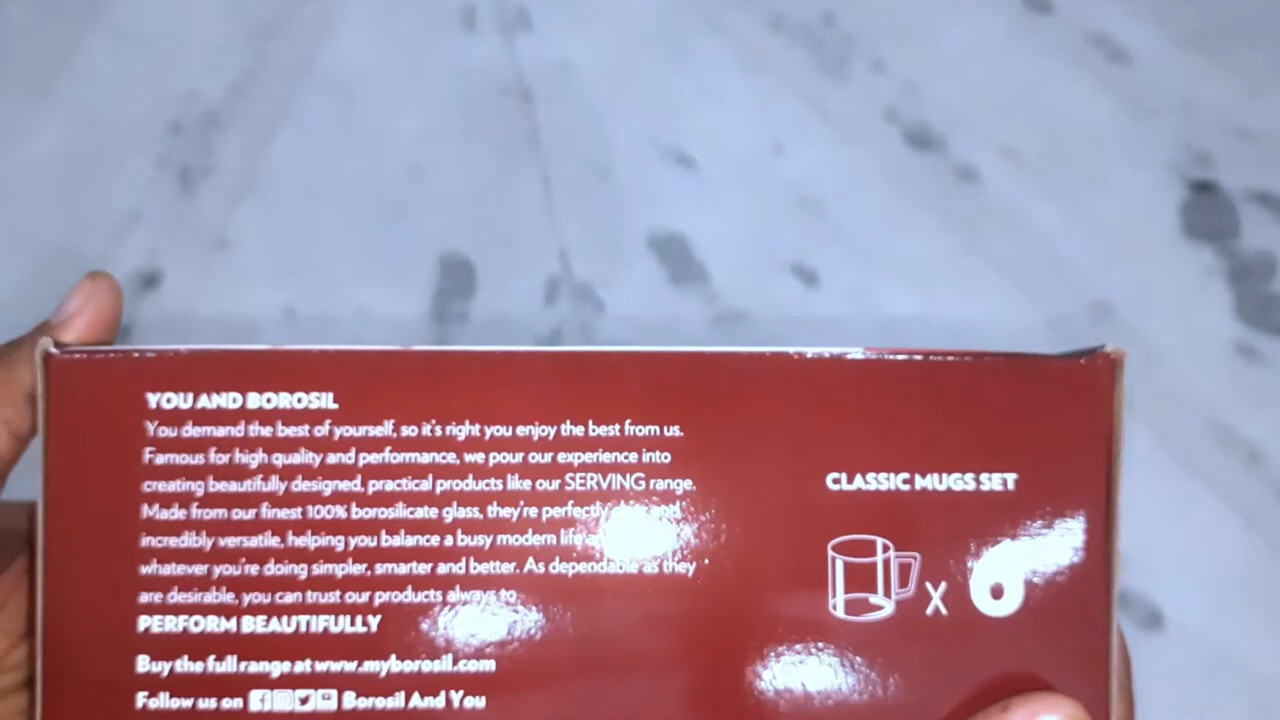 YOU AND BOROSIL
You demand the best of yourself, so it's right you enjoy the best from us.
Famous for high quality and performance, we pour our experience into
creating beautifully designed, practical products like our SERVING range.
Made from our finest 100% borosilicate glass, they're perfectly and
incredibly versatile, helping you balance a busy modern life
whatever you're doing simpler, smarter and better. As dependable as they
are desirable, you can trust our products always to
PERFORM BEAUTIFULLY
Buy the full range at www.myborosil.com
Follow us on Borosil And You
CLASSIC MUGS SET
X 6